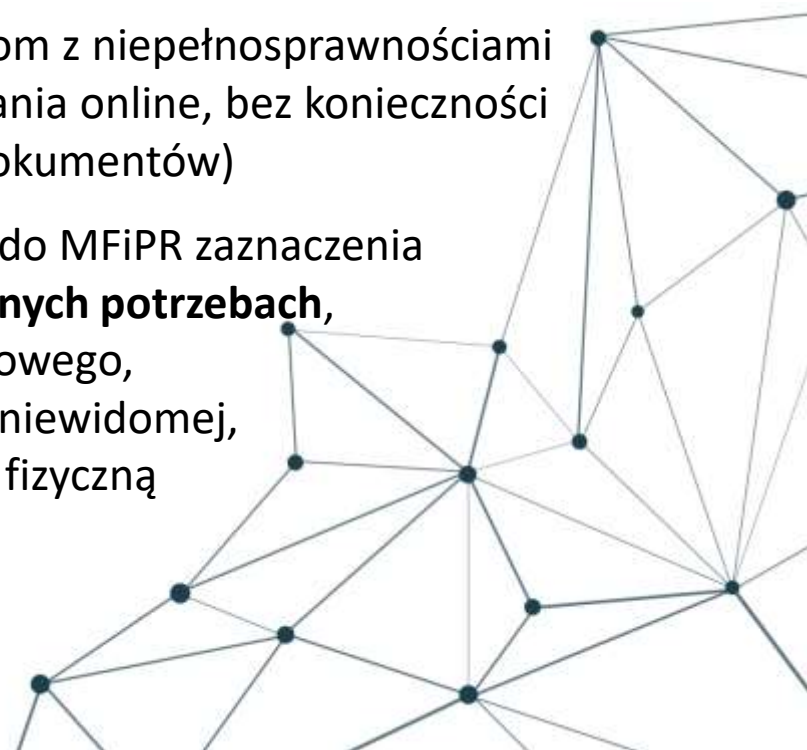 om z niepełnosprawnościami
ania online, bez konieczności
okumentów)
do MFiPR zaznaczenia
nych potrzebach,
owego,
niewidomej,
fizyczną